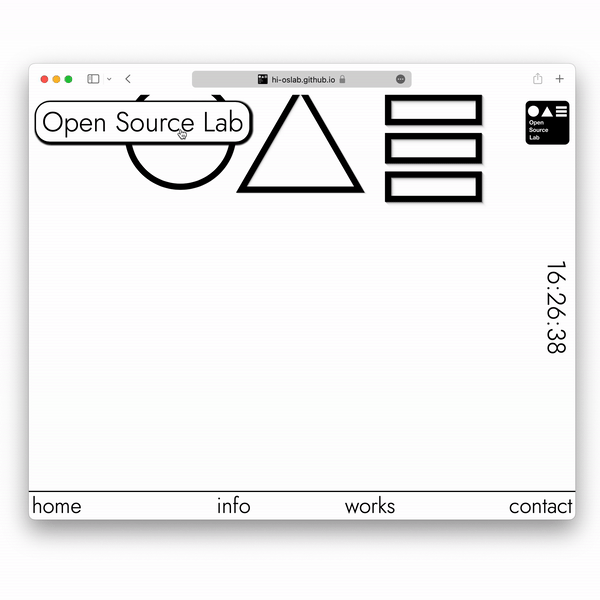 hi-oslab.github.io
Open Source Lab
Open
Source
Lab
16:26:38
home info works contact